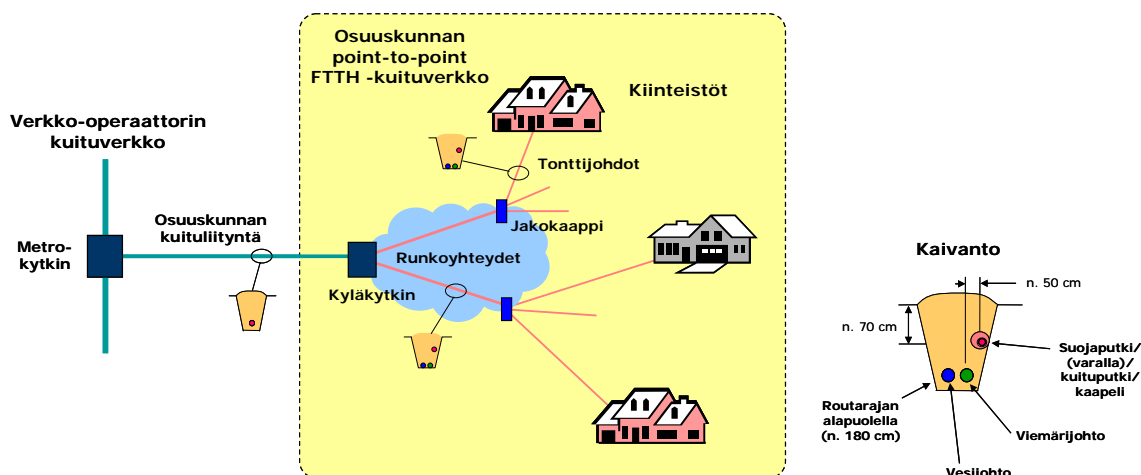 Osuuskunnan
point-to-point
FTTH -kuituverkko
Kiinteistöt
Verkko-operaattorin
kuituverkko
Tonttijohdot
Osuuskunnan
kuituliityntä
Jakokaappi
Metro-
kytkin
Runkoyhteydet
Kyläkytkin
Kaivanto
n. 50 cm
n. 70 cm
Suojaputki/
(varalla)/
kuituputki/
kaapeli
Routarajan
alapuolella
(n. 180 cm)
Viemärijohto
Vesijohto